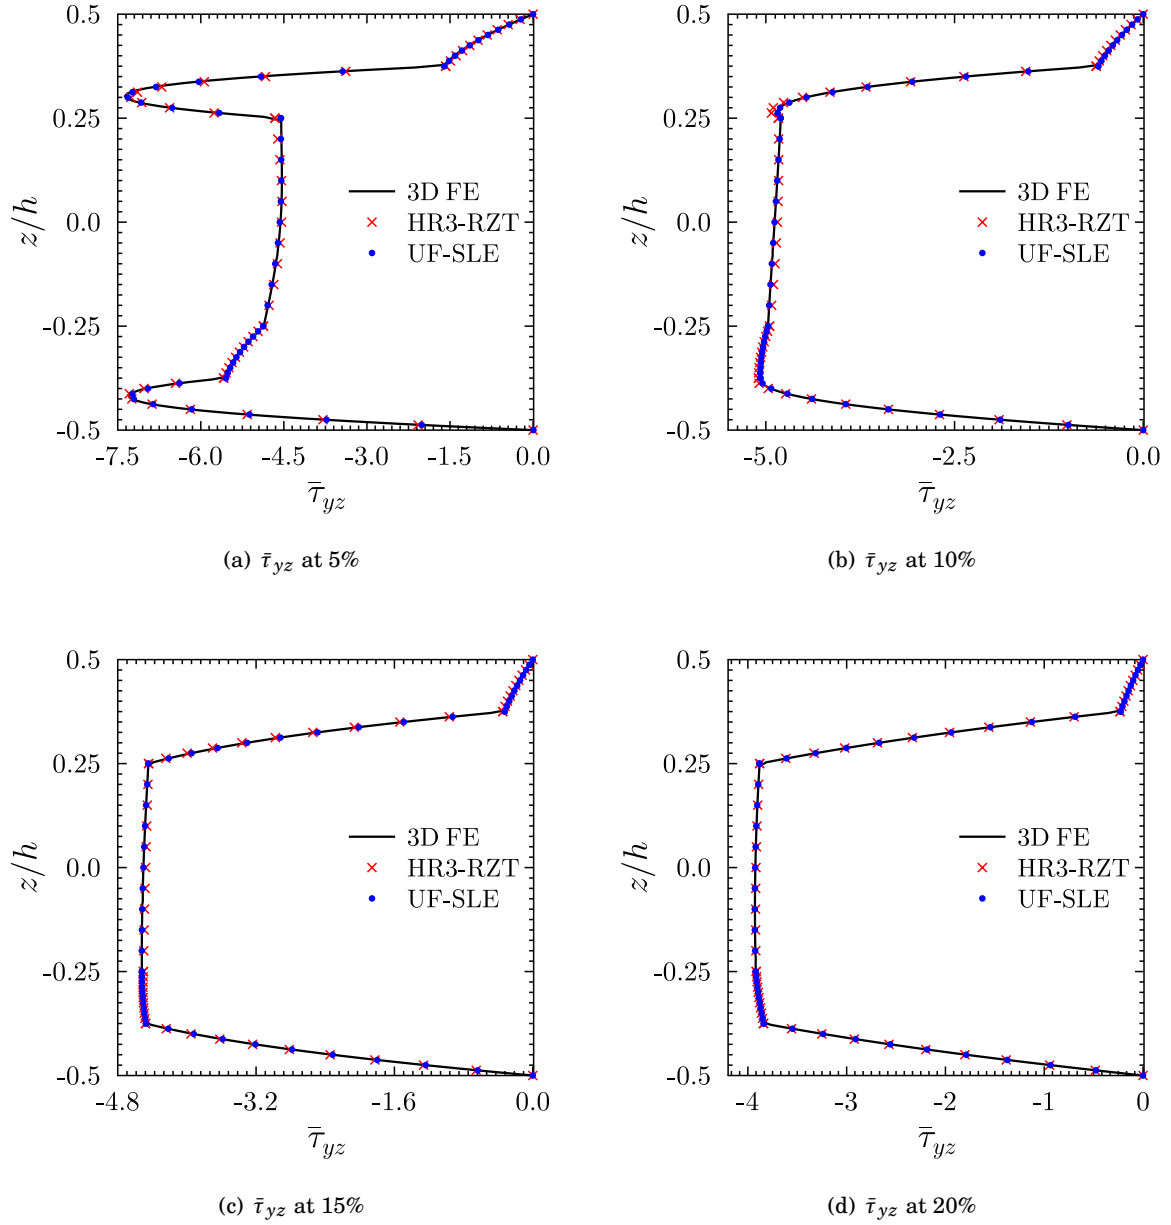 0.5
0.25
0.0
-0.25
-0.5
z/h
-7.5 -6.0 -4.5 -3.0 -1.5 0.0
τ̄yz
3D FE
HR3-RZT
UF-SLE
(a) τ̄yz at 5%
0.5
0.25
0.0
-0.25
-0.5
z/h
-5.0 -2.5 0.0
τ̄yz
3D FE
HR3-RZT
UF-SLE
(b) τ̄yz at 10%
0.5
0.25
0.0
-0.25
-0.5
z/h
-4.8 -3.2 -1.6 0.0
τ̄yz
3D FE
HR3-RZT
UF-SLE
(c) τ̄yz at 15%
0.5
0.25
0.0
-0.25
-0.5
z/h
-4 -3 -2 -1 0
τ̄yz
3D FE
HR3-RZT
UF-SLE
(d) τ̄yz at 20%